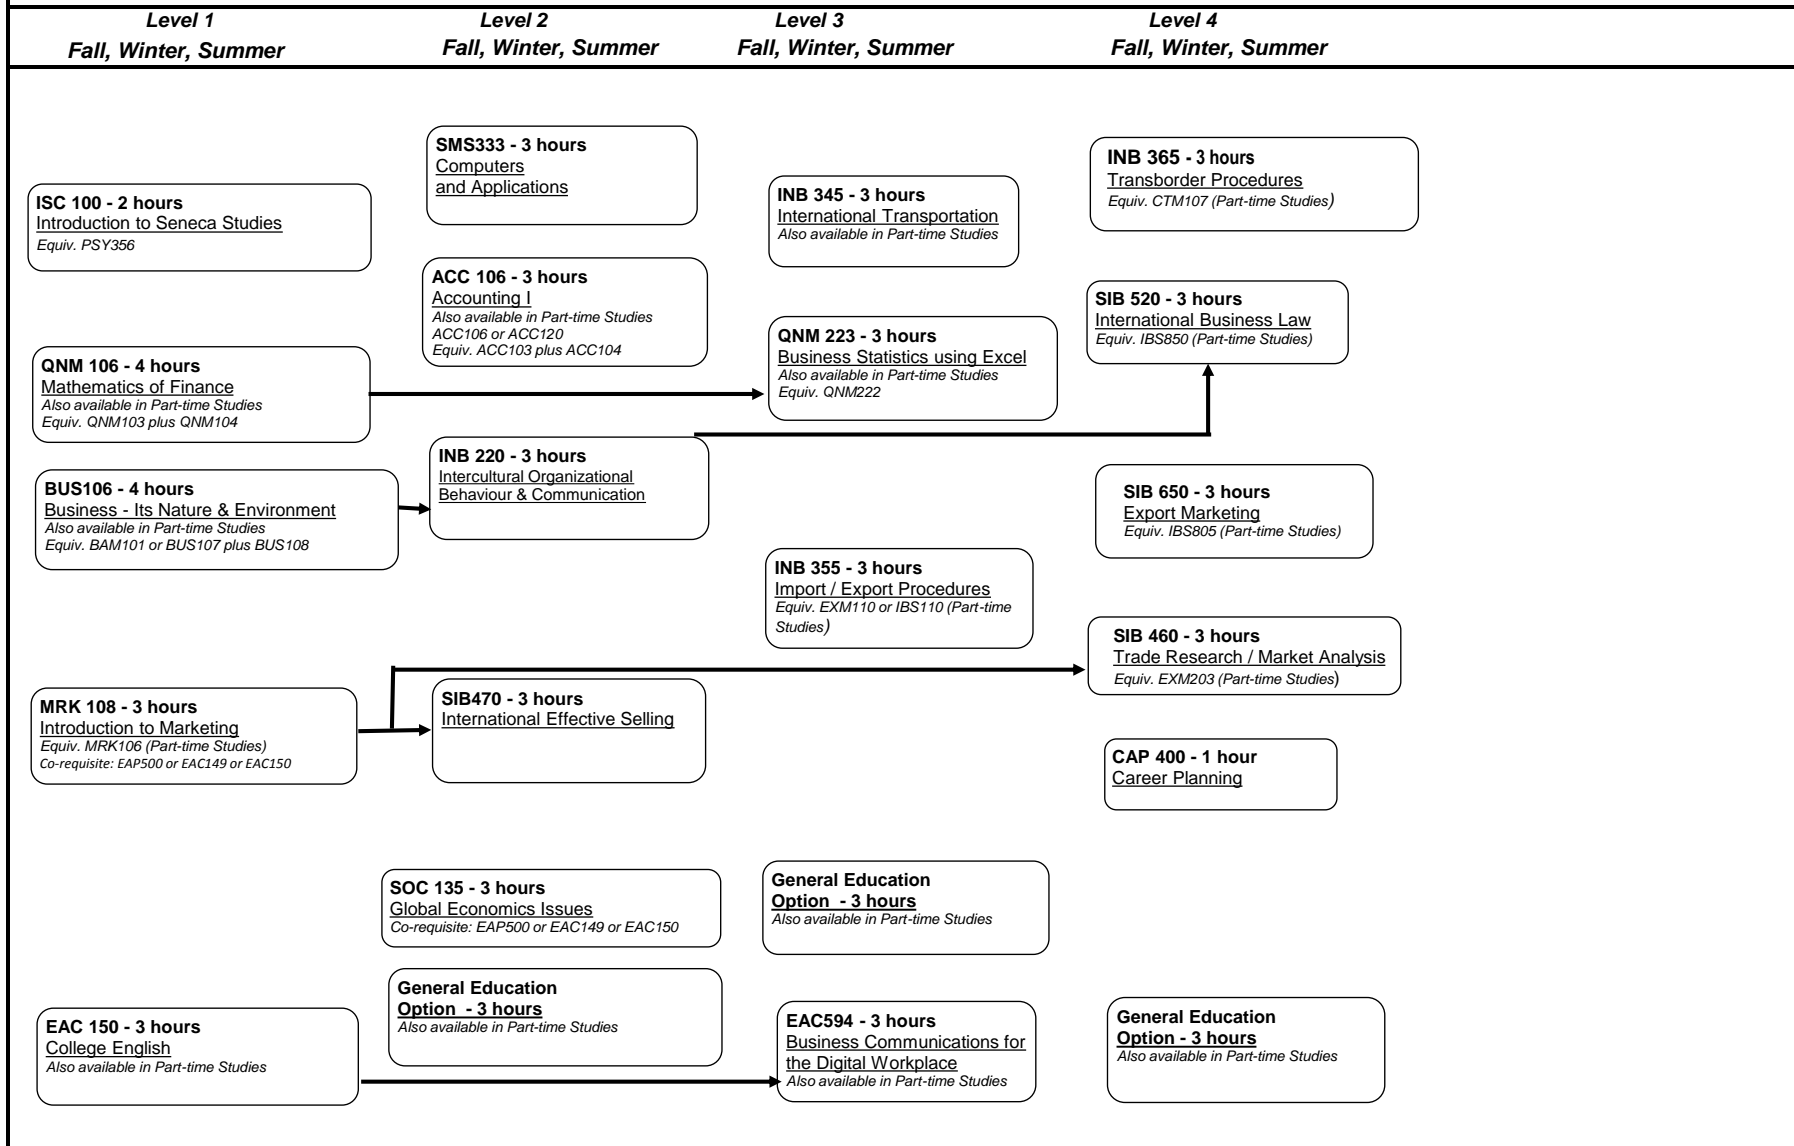 Level 1
Fall, Winter, Summer
Level 2
Fall, Winter, Summer
Level 3
Fall, Winter, Summer
Level 4
Fall, Winter, Summer
ISC 100 - 2 hours
Introduction to Seneca Studies
Equiv. PSY356
QNM 106 - 4 hours
Mathematics of Finance
Also available in Part-time Studies
Equiv. QNM103 plus QNM104
BUS106 - 4 hours
Business - Its Nature & Environment
Also available in Part-time Studies
Equiv. BAM101 or BUS107 plus BUS108
MRK 108 - 3 hours
Introduction to Marketing
Equiv. MRK106 (Part-time Studies)
Co-requisite: EAP500 or EAC149 or EAC150
EAC 150 - 3 hours
College English
Also available in Part-time Studies
SMS333 - 3 hours
Computers
and Applications
ACC 106 - 3 hours
Accounting I
Also available in Part-time Studies
ACC106 or ACC120
Equiv. ACC103 plus ACC104
INB 220 - 3 hours
Intercultural Organizational
Behaviour & Communication
SIB470 - 3 hours
International Effective Selling
SOC 135 - 3 hours
Global Economics Issues
Co-requisite: EAP500 or EAC149 or EAC150
General Education
Option - 3 hours
Also available in Part-time Studies
INB 345 - 3 hours
International Transportation
Also available in Part-time Studies
QNM 223 - 3 hours
Business Statistics using Excel
Also available in Part-time Studies
Equiv. QNM222
INB 355 - 3 hours
Import / Export Procedures
Equiv. EXM110 or IBS110 (Part-time
Studies)
General Education
Option - 3 hours
Also available in Part-time Studies
EAC594 - 3 hours
Business Communications for
the Digital Workplace
Also available in Part-time Studies
INB 365 - 3 hours
Transborder Procedures
Equiv. CTM107 (Part-time Studies)
SIB 520 - 3 hours
International Business Law
Equiv. IBS850 (Part-time Studies)
SIB 650 - 3 hours
Export Marketing
Equiv. IBS805 (Part-time Studies)
SIB 460 - 3 hours
Trade Research / Market Analysis
Equiv. EXM203 (Part-time Studies)
CAP 400 - 1 hour
Career Planning
General Education
Option - 3 hours
Also available in Part-time Studies